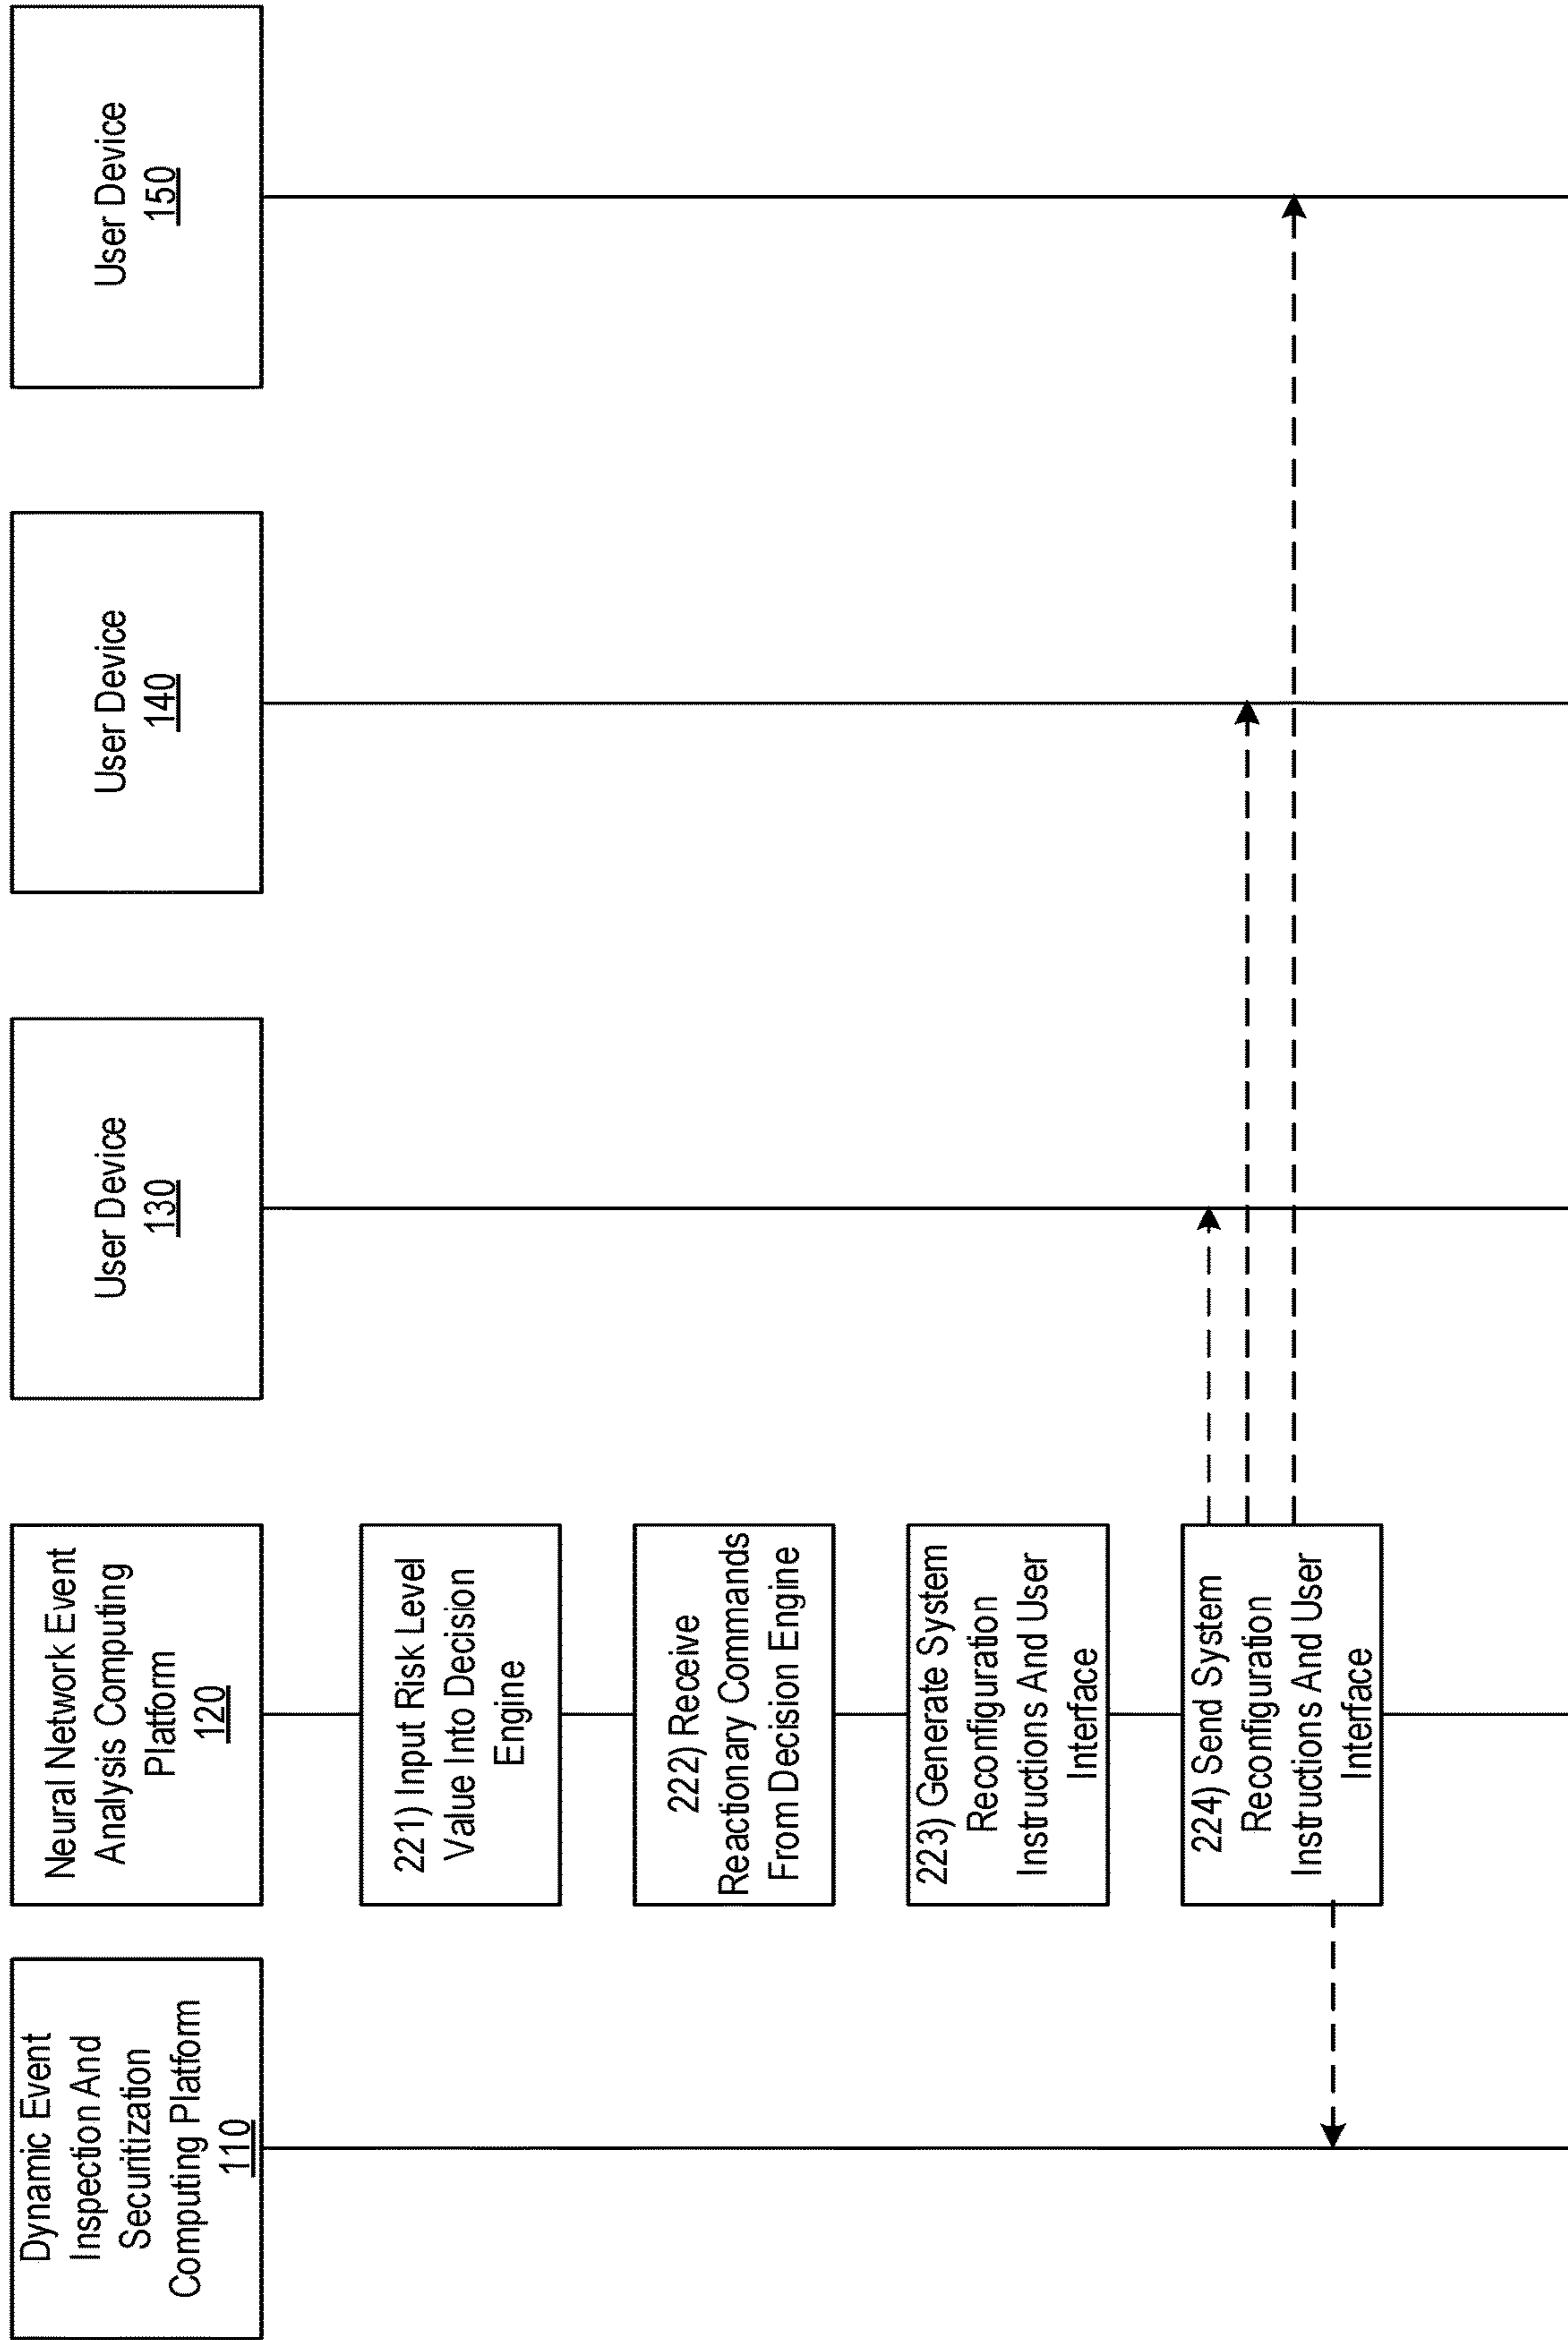 Dynamic Event
Inspection And
Securitization
Computing Platform
110
Neural Network Event
Analysis Computing
Platform
120
User Device
130
User Device
140
User Device
150
221) Input Risk Level
Value Into Decision
Engine
222) Receive
Reactionary Commands
From Decision Engine
223) Generate System
Reconfiguration
Instructions And User
Interface
224) Send System
Reconfiguration
Instructions And User
Interface